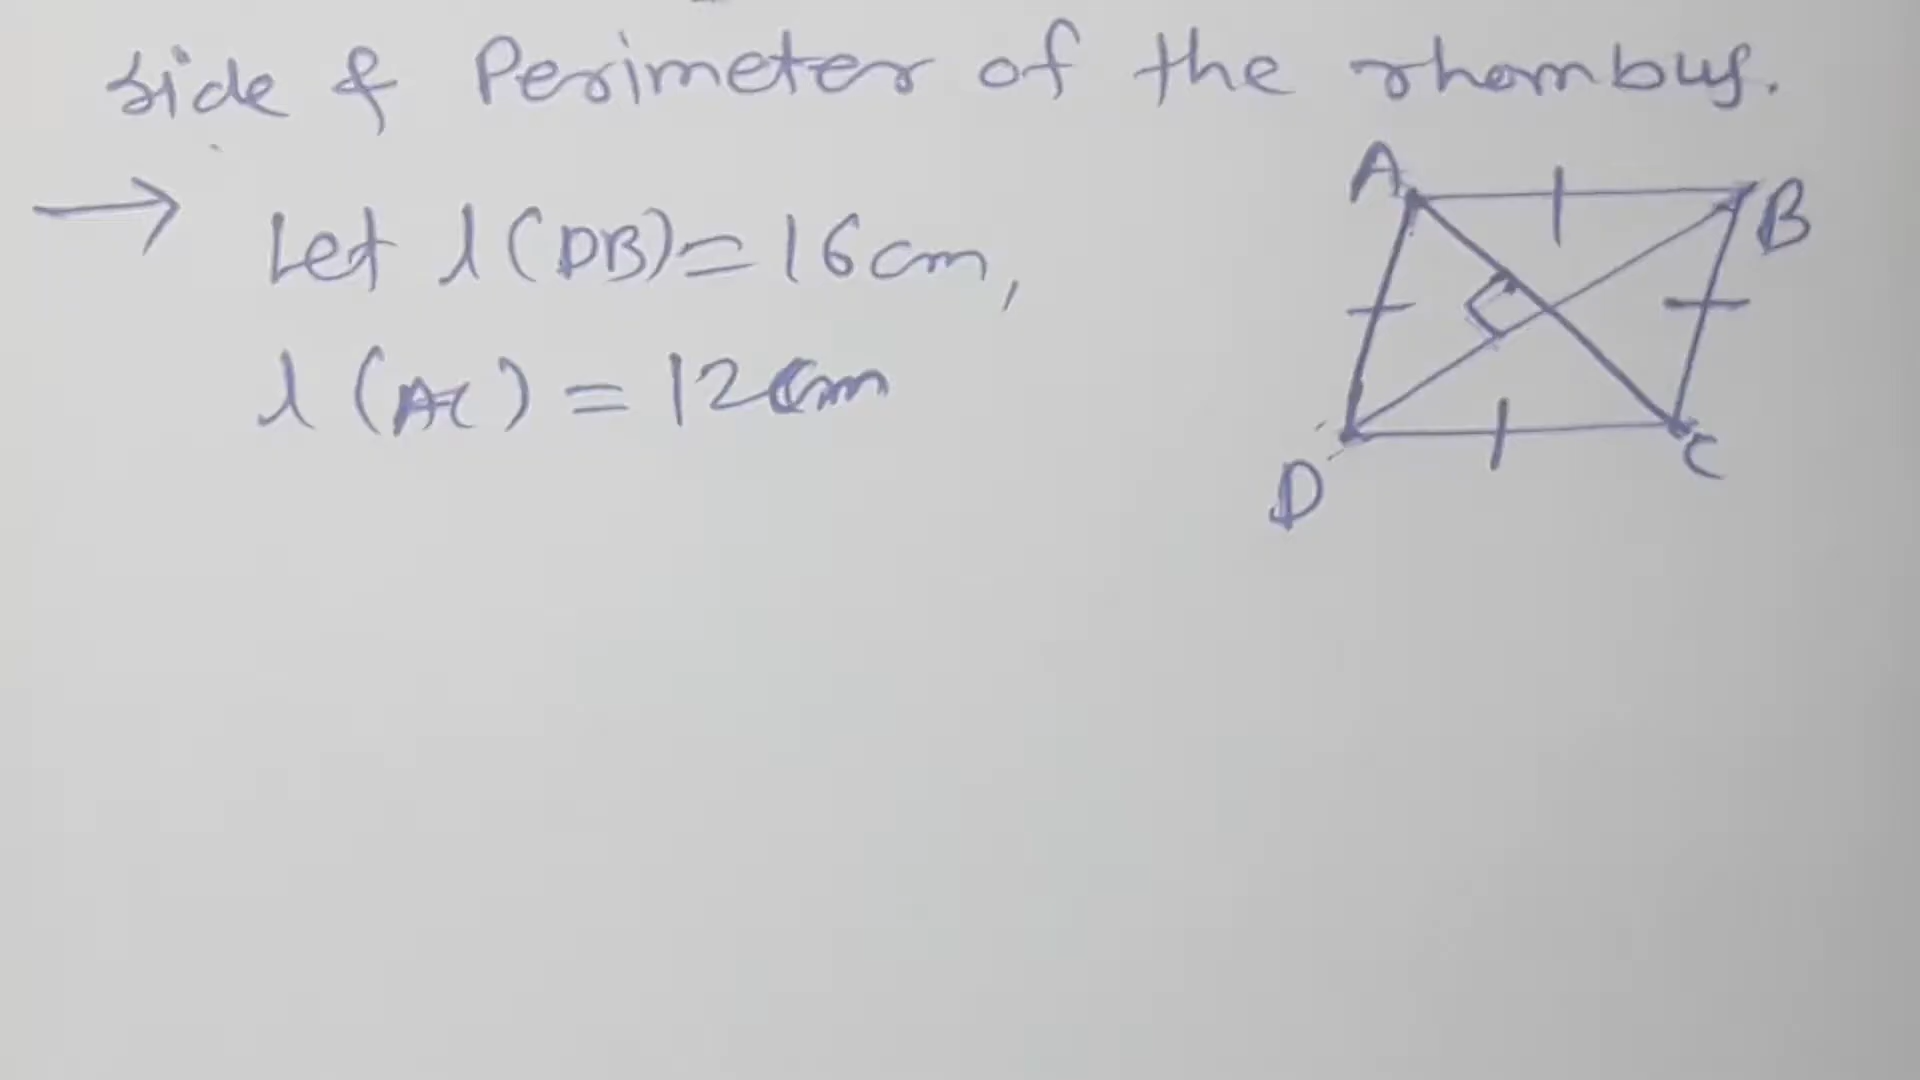 side & Perimeter of the rhombus.
→ Let l(DB) = 16cm,
l(AC) = 12cm
A
B
D
C